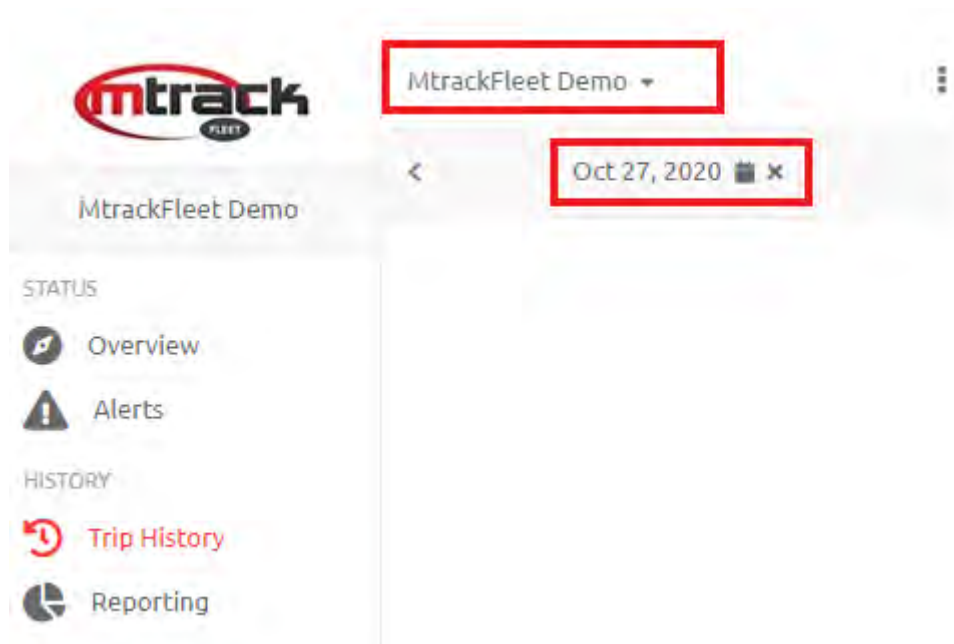 mtrack
FLEET
MtrackFleet Demo
MtrackFleet Demo
Oct 27, 2020
STATUS
Overview
Alerts
HISTORY
Trip History
Reporting